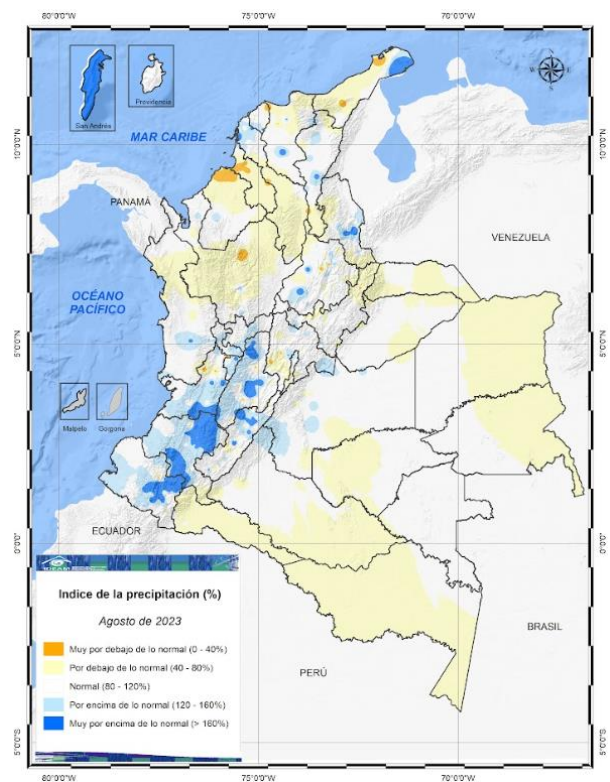 80°0'0"W 75°0'0"W 70°0'0"W
San Andrés
Providencia
MAR CARIBE
10°0'0"N 10°0'0"N
PANAMÁ
VENEZUELA
OCÉANO
PACÍFICO
5°0'0"N 5°0'0"N
Malpelo Gorgona
ECUADOR
0°0'0" 0°0'0"
IDEAM
Indice de la precipitación (%)
Agosto de 2023
Muy por debajo de lo normal (0 - 40%)
Por debajo de lo normal (40 - 80%)
Normal (80 - 120%)
Por encima de lo normal (120 - 160%)
Muy por encima de lo normal (> 160%)
BRASIL
PERÚ
5°0'0"S 5°0'0"S
80°0'0"W 75°0'0"W 70°0'0"W